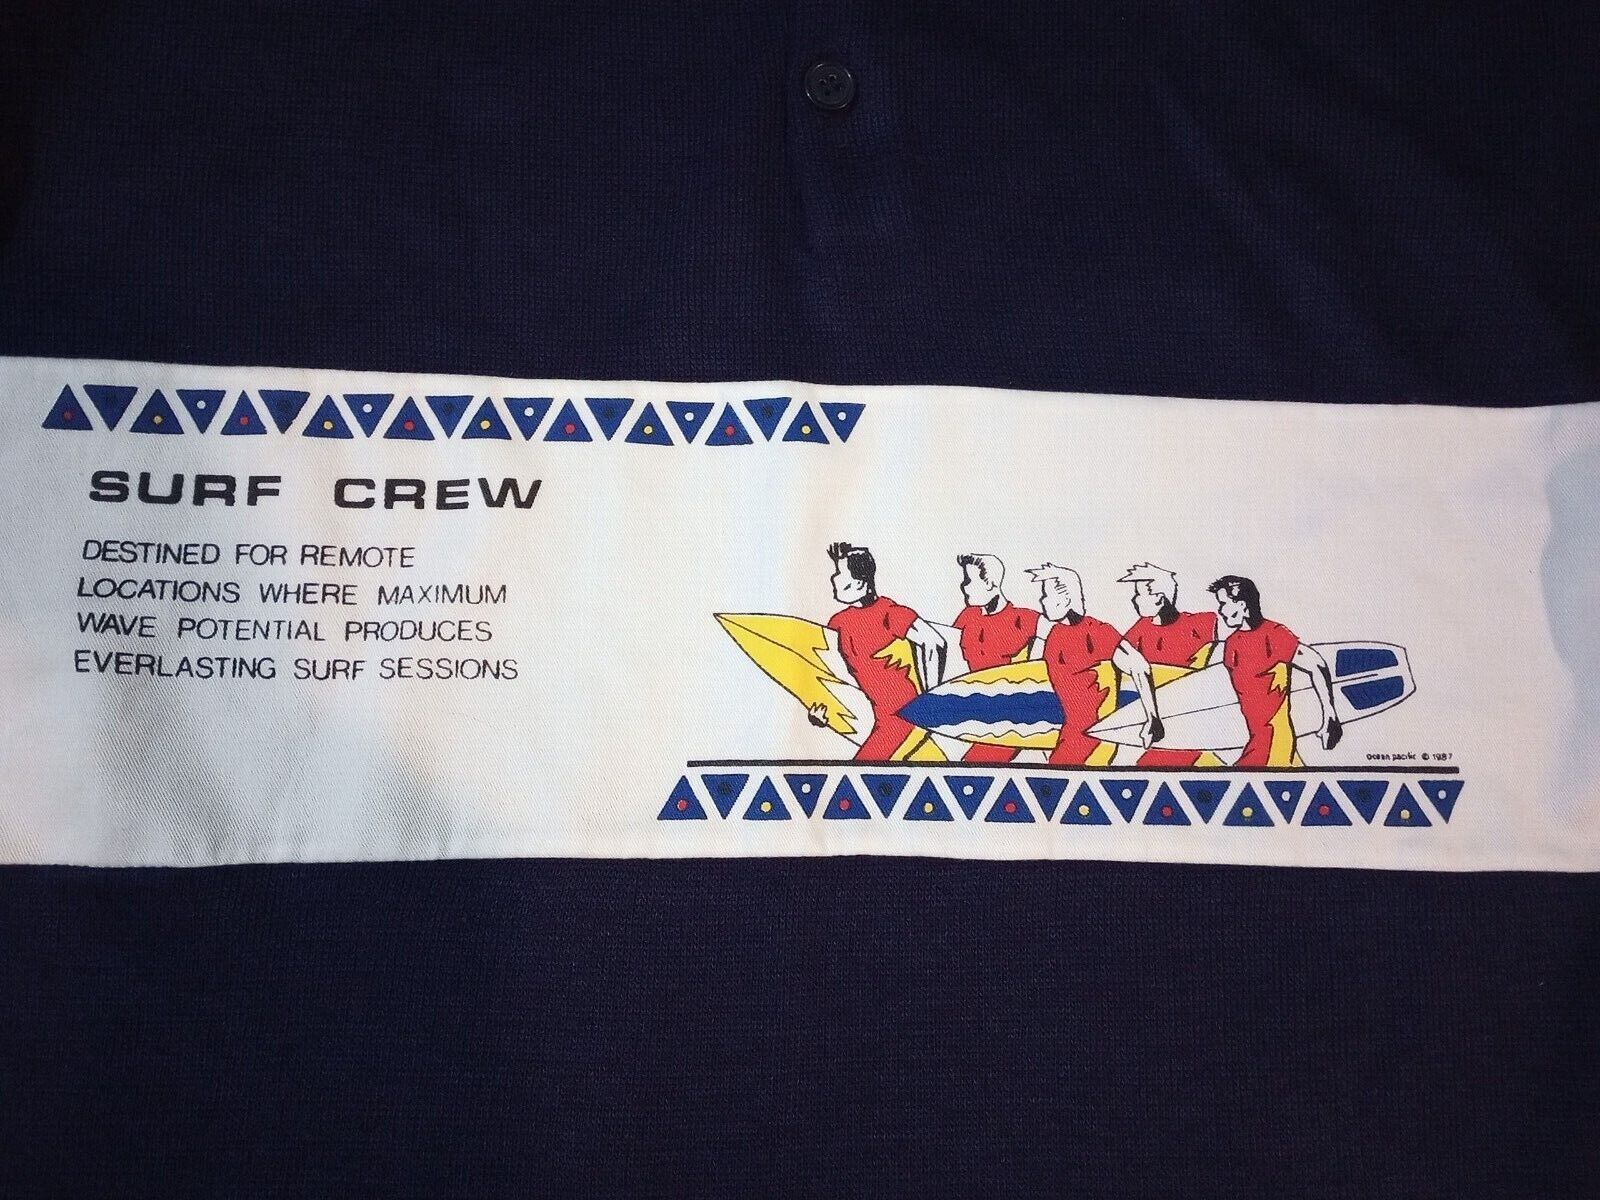 SURF CREW
DESTINED FOR REMOTE
LOCATIONS WHERE MAXIMUM
WAVE POTENTIAL PRODUCES
EVERLASTING SURF SESSIONS
ocean pacific © 1987